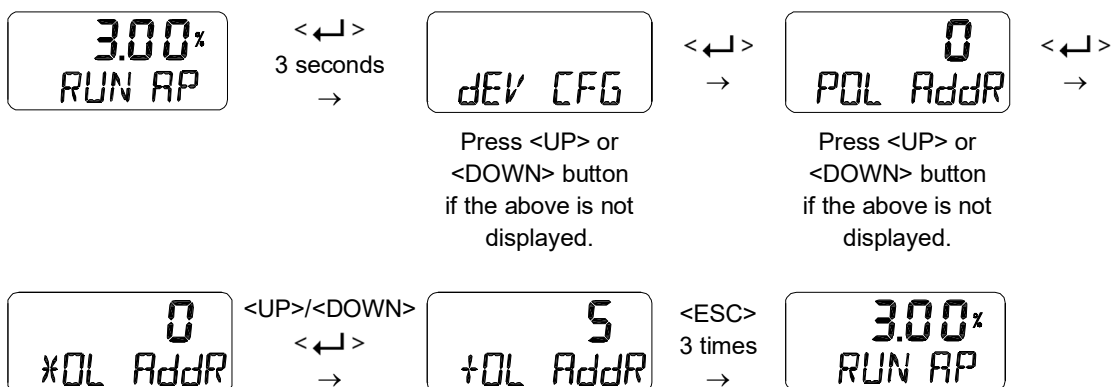 3.00%
RUN AP
<↵>
3 seconds
→
dEV CFG
Press <UP> or
<DOWN> button
if the above is not
displayed.
<↵>
→
0
POL AddR
Press <UP> or
<DOWN> button
if the above is not
displayed.
<↵>
→
0
*OL AddR
<UP>/<DOWN>
<↵>
→
5
+OL AddR
<ESC>
3 times
→
3.00%
RUN AP